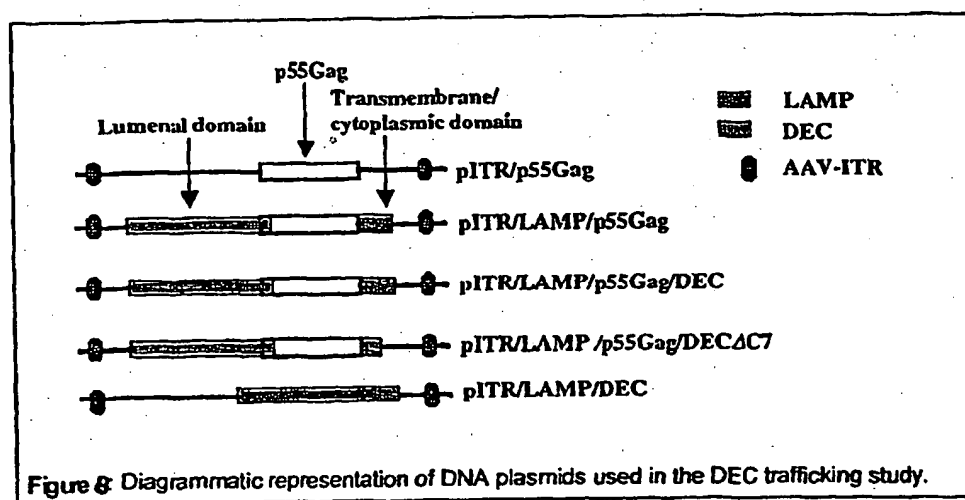 p55Gag
Transmembrane/
cytoplasmic domain
Lumenal domain
LAMP
DEC
AAV-ITR
pITR/p55Gag
pITR/LAMP/p55Gag
pITR/LAMP/p55Gag/DEC
pITR/LAMP/p55Gag/DECΔC7
pITR/LAMP/DEC
Figure 8: Diagrammatic representation of DNA plasmids used in the DEC trafficking study.